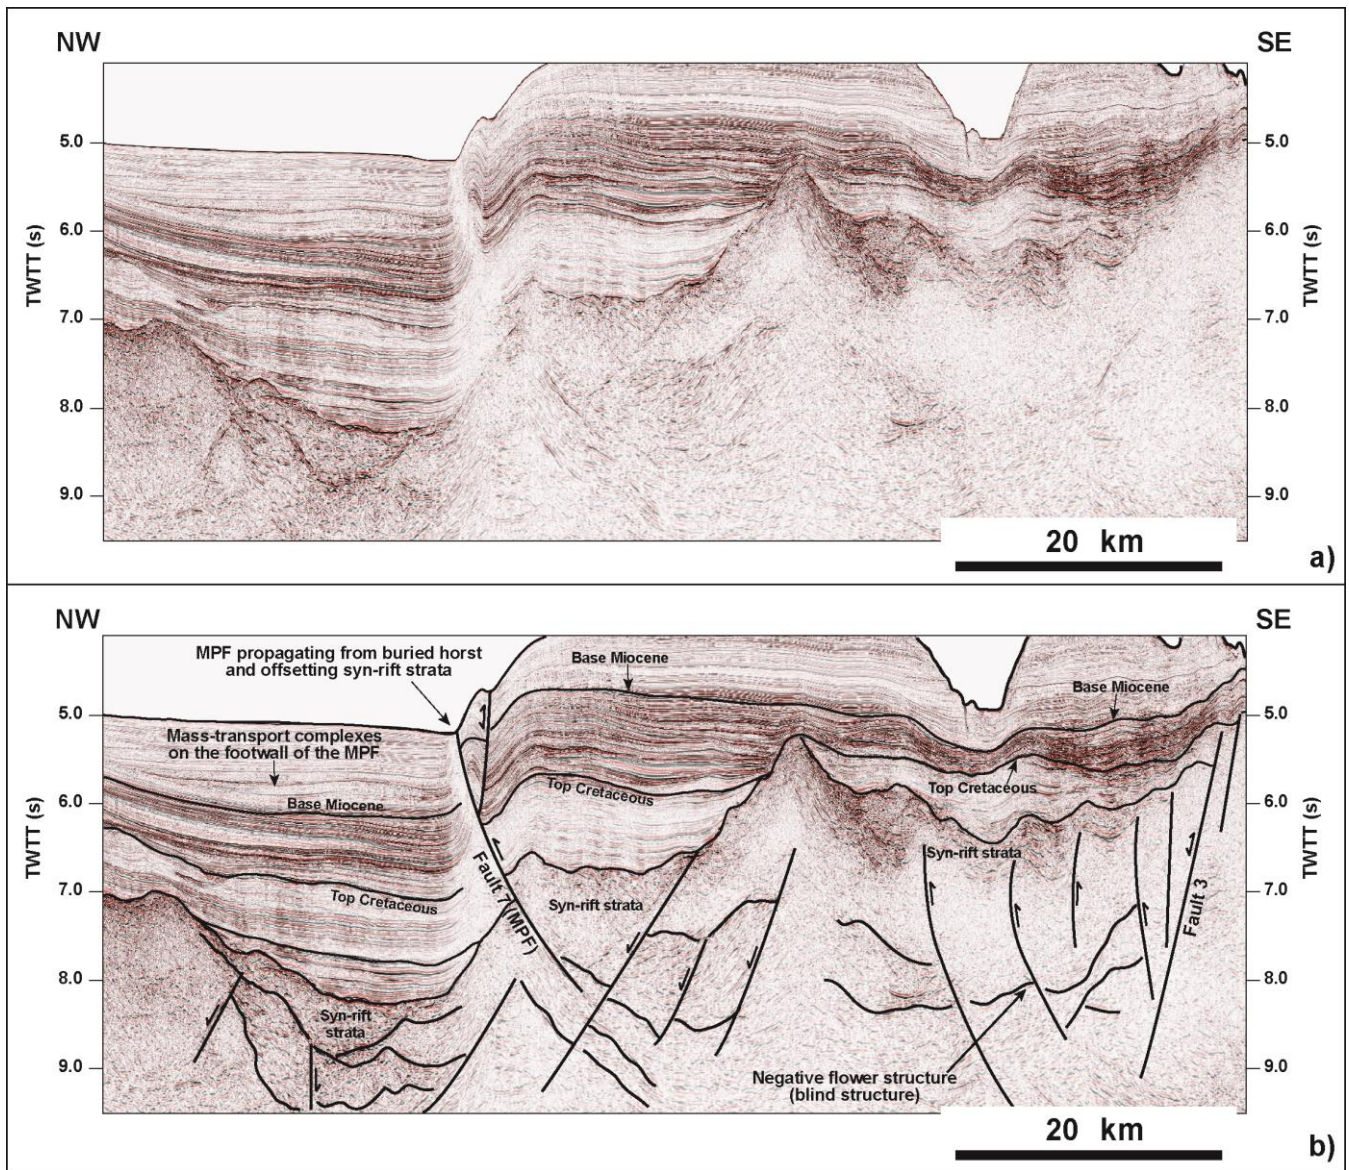 NW
SE
5.0
6.0
7.0
8.0
9.0
TWTT (s)
5.0
6.0
7.0
8.0
9.0
TWTT (s)
20 km
a)
NW
SE
MPF propagating from buried horst
and offsetting syn-rift strata
Base Miocene
Base Miocene
Mass-transport complexes
on the footwall of the MPF
Base Miocene
Top Cretaceous
Top Cretaceous
Top Cretaceous
Syn-rift strata
Syn-rift strata
Fault 7 (MPF)
Fault 3
Syn-rift
strata
Negative flower structure
(blind structure)
5.0
6.0
7.0
8.0
9.0
TWTT (s)
5.0
6.0
7.0
8.0
9.0
TWTT (s)
20 km
b)